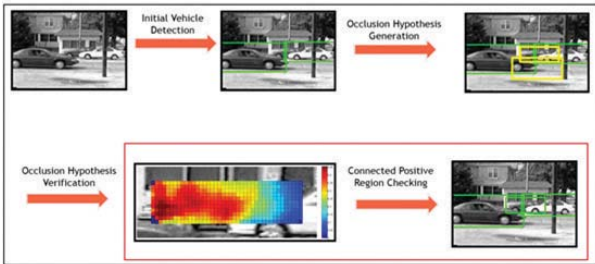 Initial Vehicle
Detection
Occlusion Hypothesis
Generation
Occlusion Hypothesis
Verification
Connected Positive
Region Checking